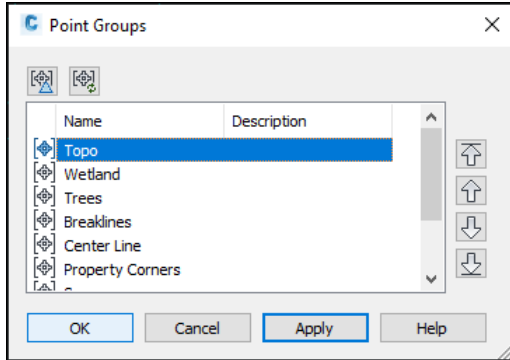 Point Groups
Name Description
Topo
Wetland
Trees
Breaklines
Center Line
Property Corners
OK Cancel Apply Help